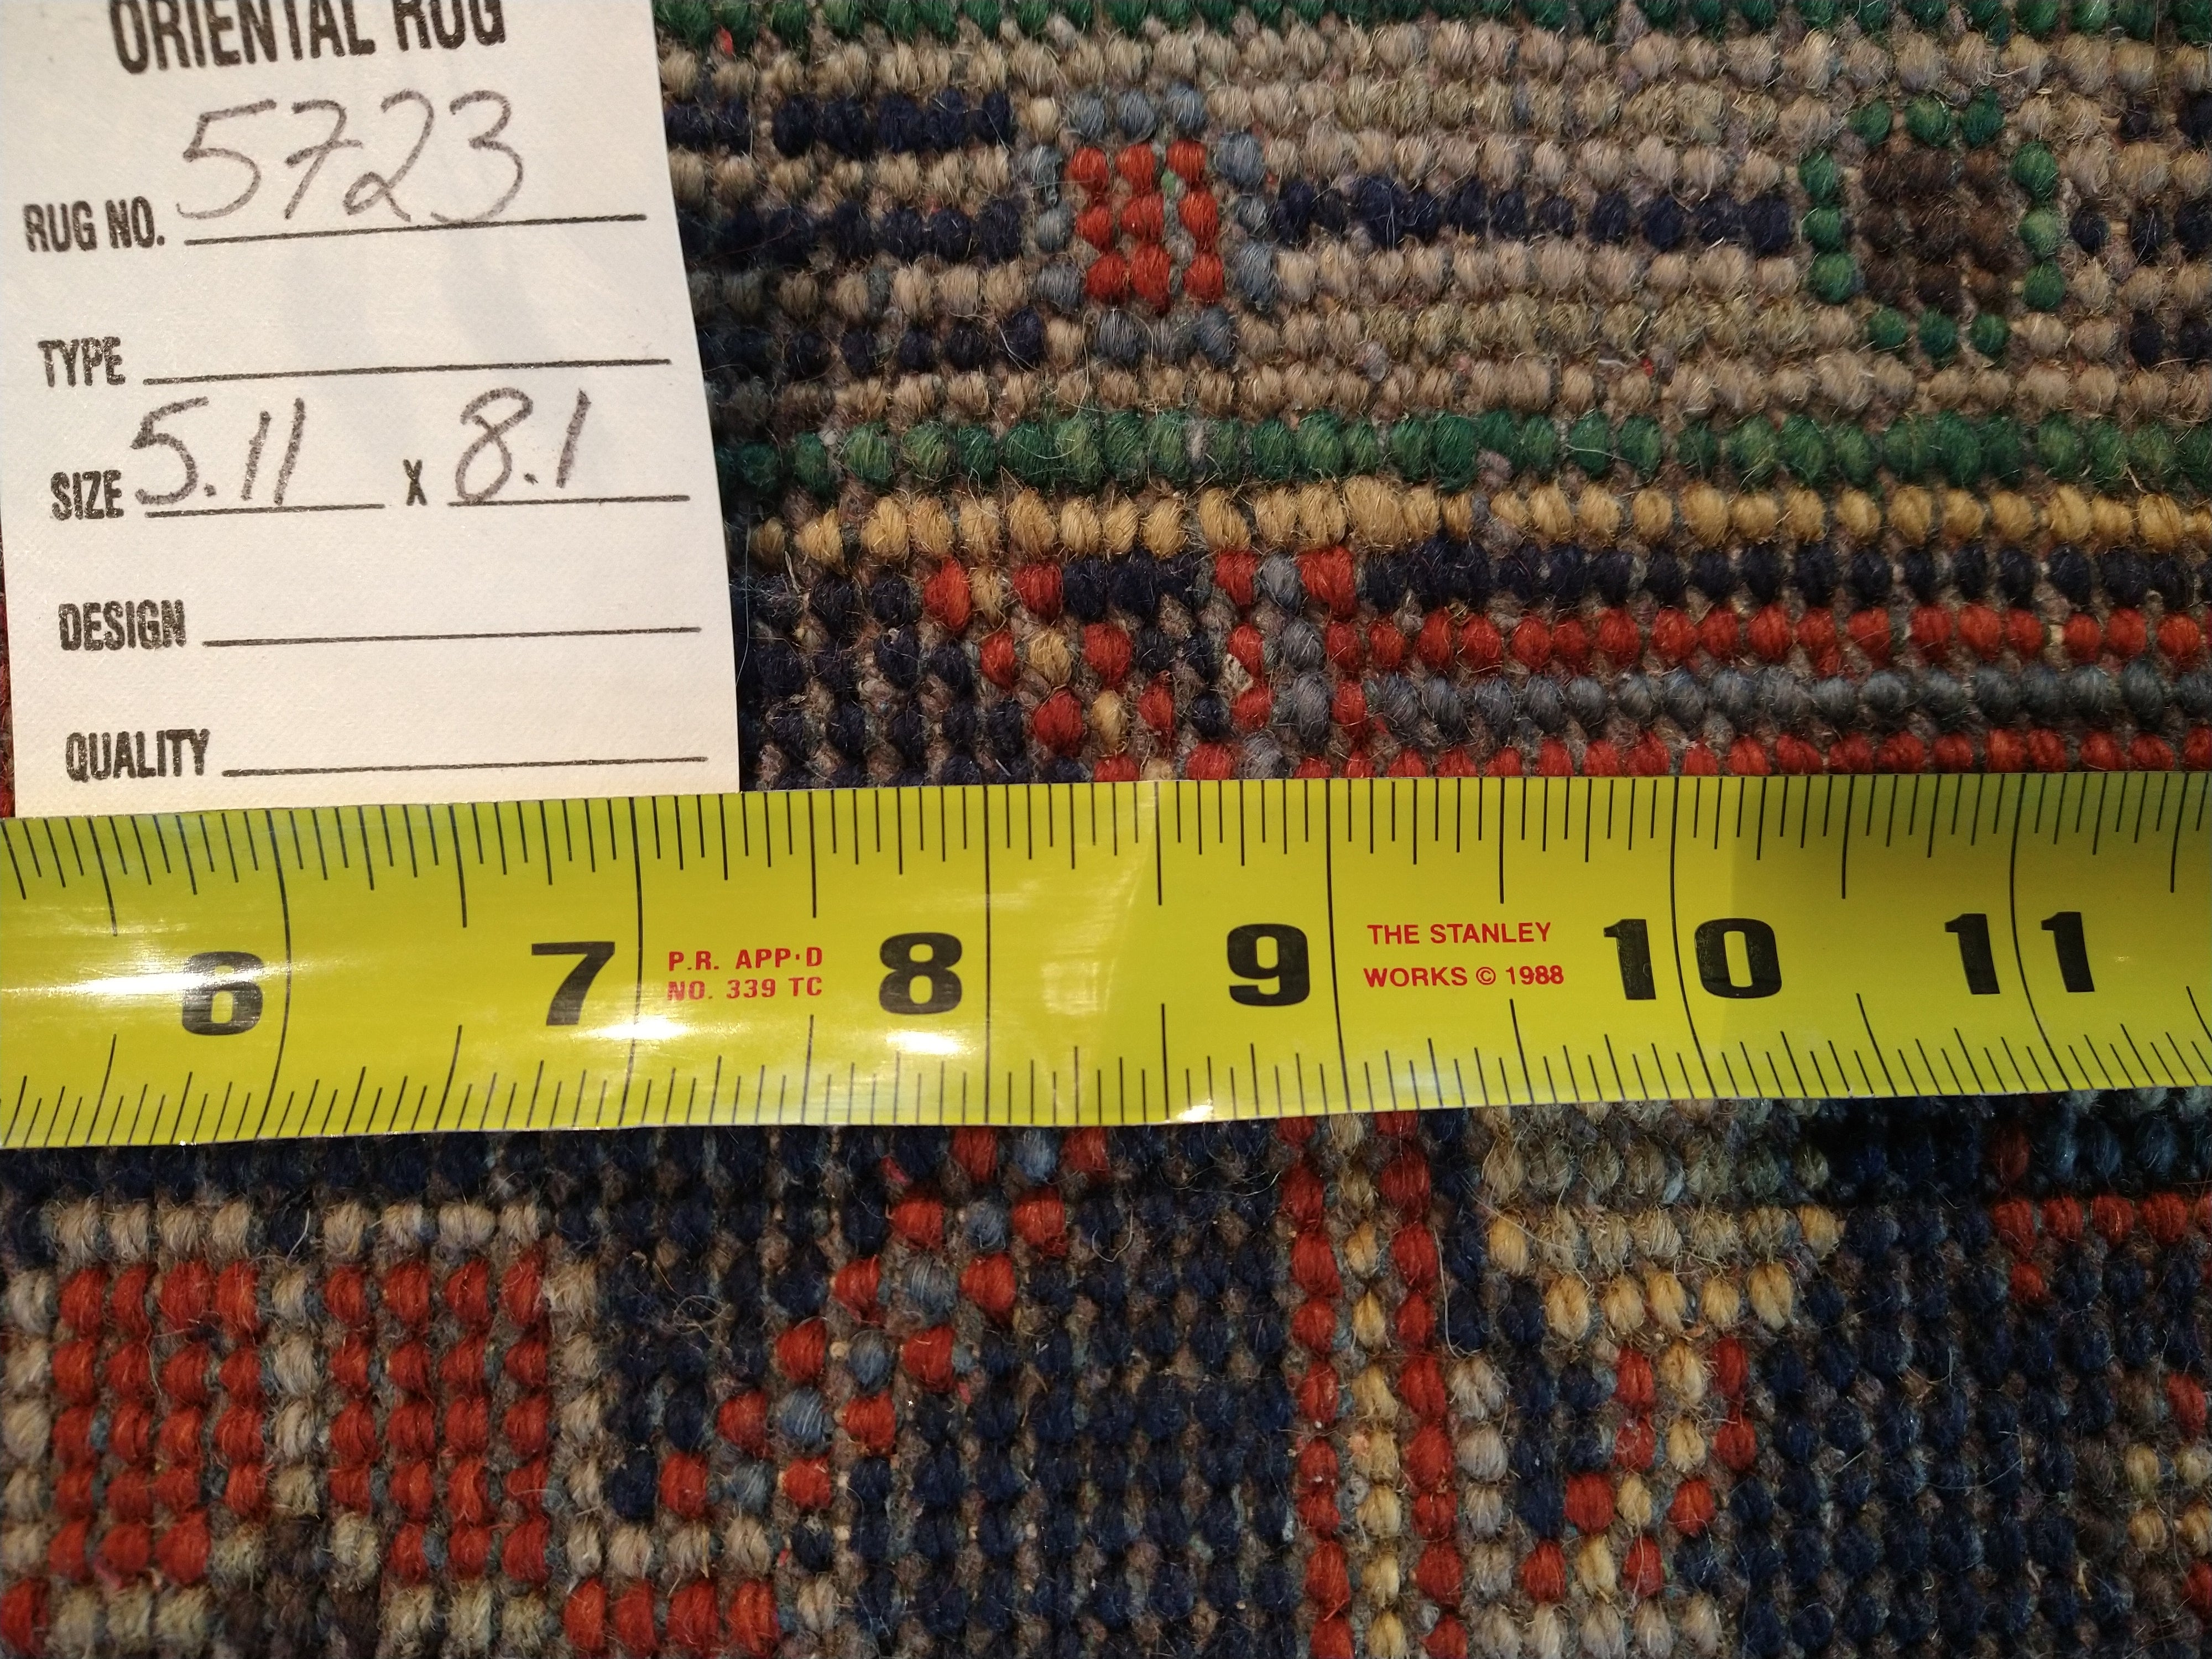 ORIENTAL RUG
RUG NO. 5723
TYPE
SIZE 5.11 X 8.1
DESIGN
QUALITY
6 7 P.R. APP'D 8 9 THE STANLEY 10 11
NO. 339 TC WORKS © 1988